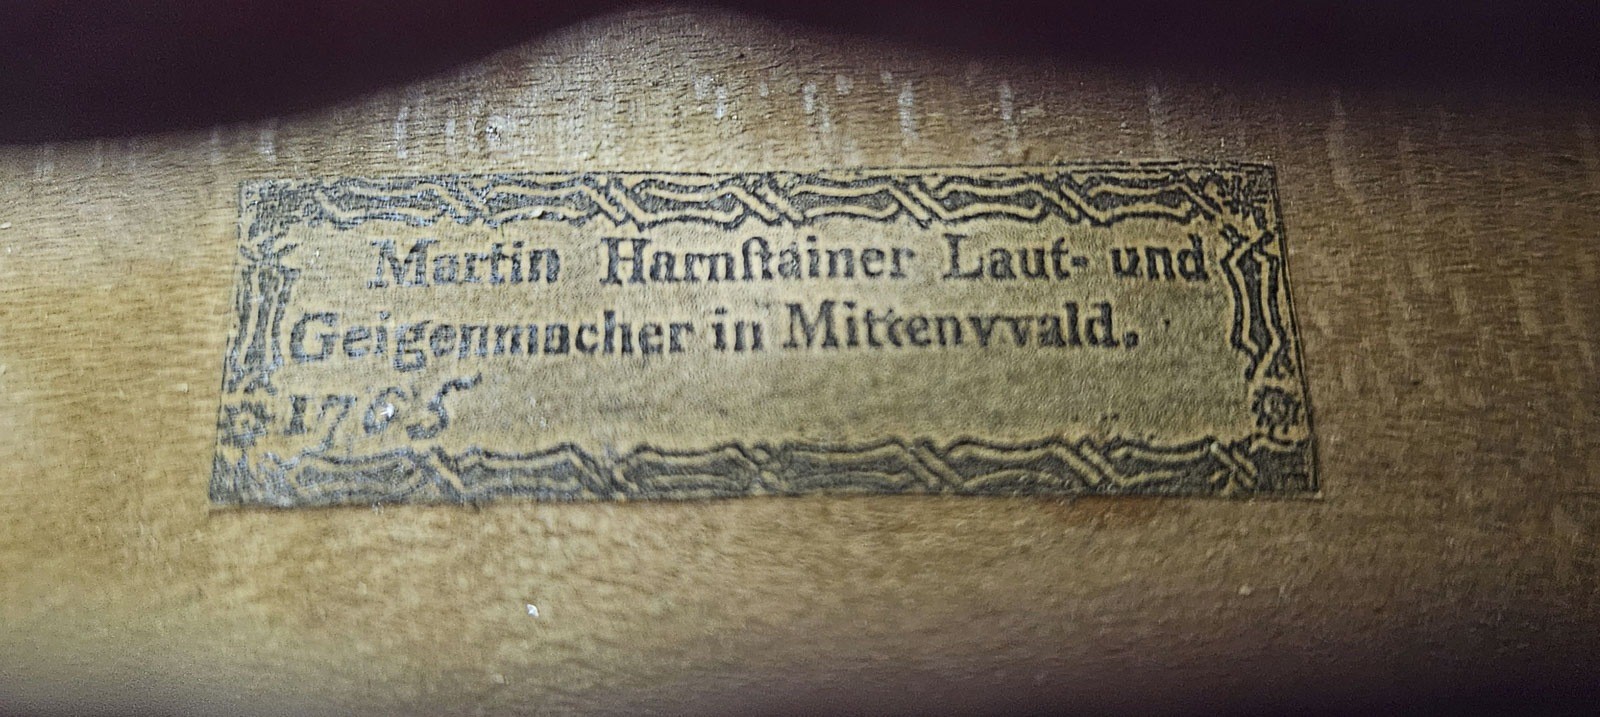 Martin Harnſtainer Laut- und
Geigenmacher in Mittenvvald.
1765